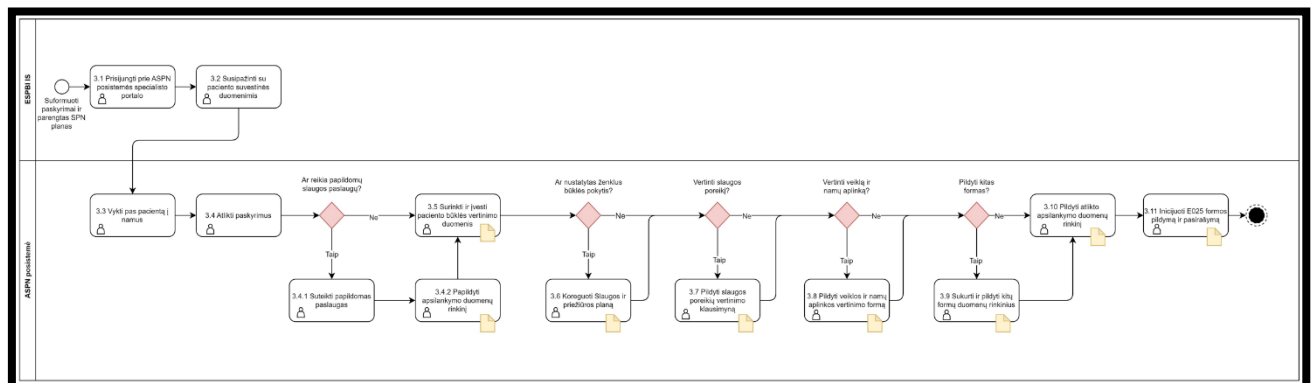 ESPBI IS
Suformuoti
paskyrimai ir
parengtas SPN
planas
3.1 Prisijungti prie ASPN
posistemės specialisto
portalo
3.2 Susipažinti su
paciento suvestinės
duomenimis
ASPN posistemė
3.3 Vykti pas pacientą į
namus
3.4 Atlikti paskyrimus
Ar reikia papildomų
slaugos paslaugų?
Ne
Taip
3.4.1 Suteikti papildomas
paslaugas
3.4.2 Papildyti
apsilankymo duomenų
rinkinį
3.5 Surinkti ir įvesti
paciento būklės vertinimo
duomenis
Ar nustatytas ženklus
būklės pokytis?
Ne
Taip
3.6 Koreguoti Slaugos ir
priežiūros planą
Vertinti slaugos
poreikį?
Ne
Taip
3.7 Pildyti slaugos
poreikių vertinimo
klausimyną
Vertinti veiklą ir
namų aplinką?
Ne
Taip
3.8 Pildyti veiklos ir namų
aplinkos vertinimo formą
Pildyti kitas
formas?
Ne
Taip
3.9 Sukurti ir pildyti kitų
formų duomenų rinkinius
3.10 Pildyti atlikto
apsilankymo duomenų
rinkinį
3.11 Inicijuoti E025 formos
pildymą ir pasirašymą